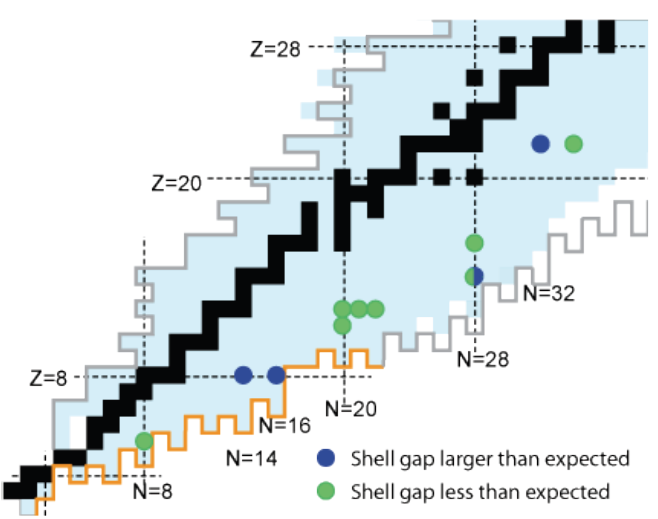 Z=28
Z=20
N=32
N=28
Z=8
N=20
N=16
N=14
Shell gap larger than expected
N=8
Shell gap less than expected